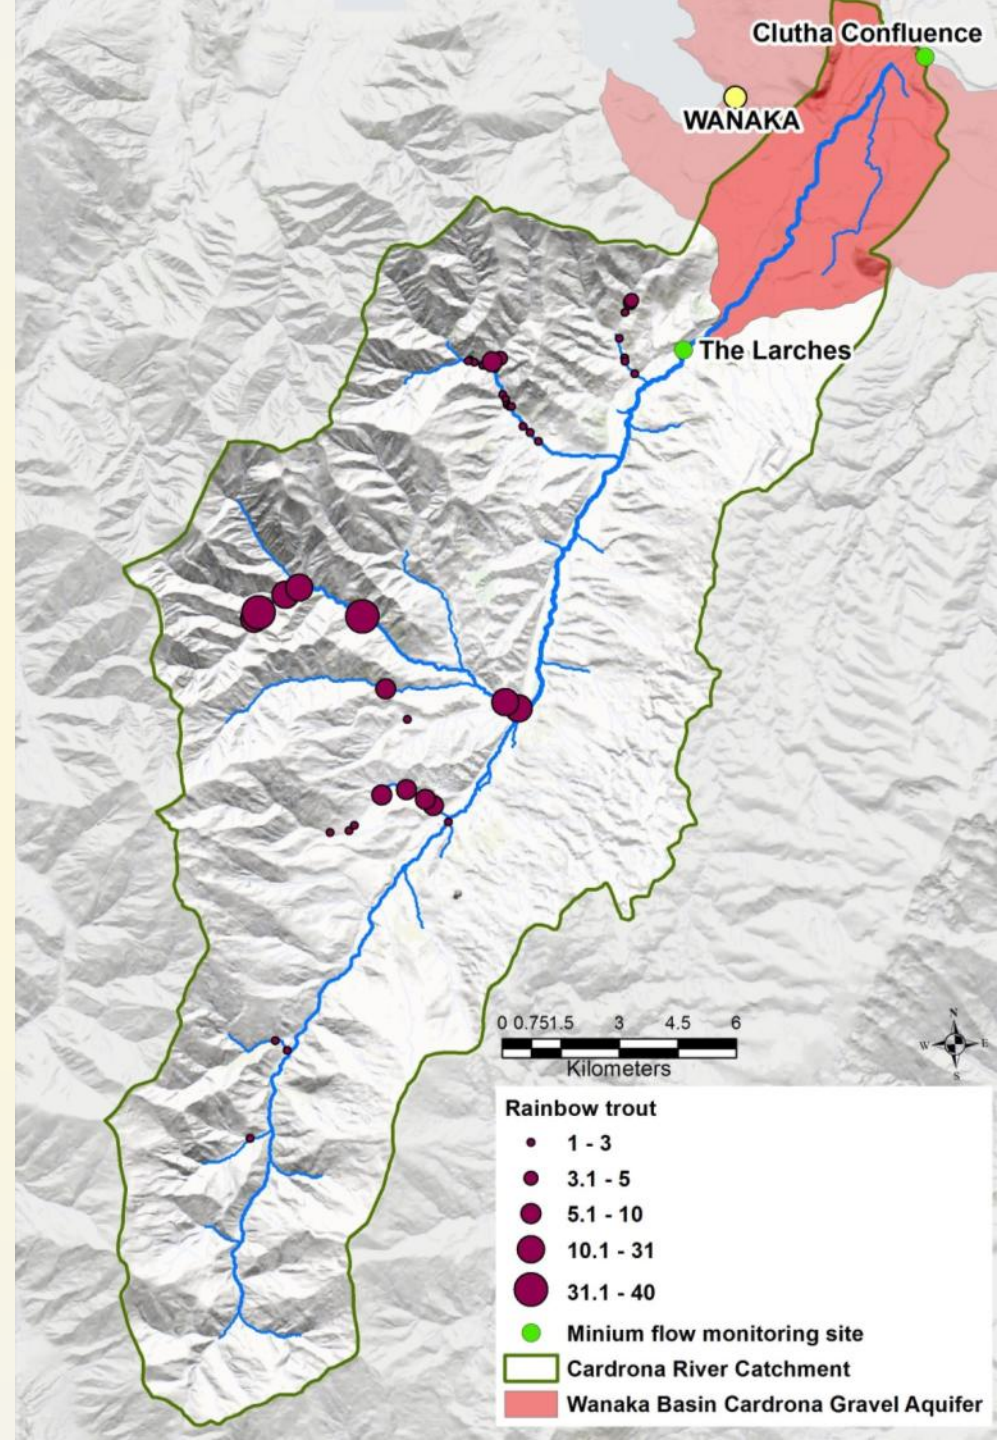 Clutha Confluence
WANAKA
The Larches
0 0.751.5 3 4.5 6
Kilometers
N
W E
S
Rainbow trout
1 - 3
3.1 - 5
5.1 - 10
10.1 - 31
31.1 - 40
Minium flow monitoring site
Cardrona River Catchment
Wanaka Basin Cardrona Gravel Aquifer